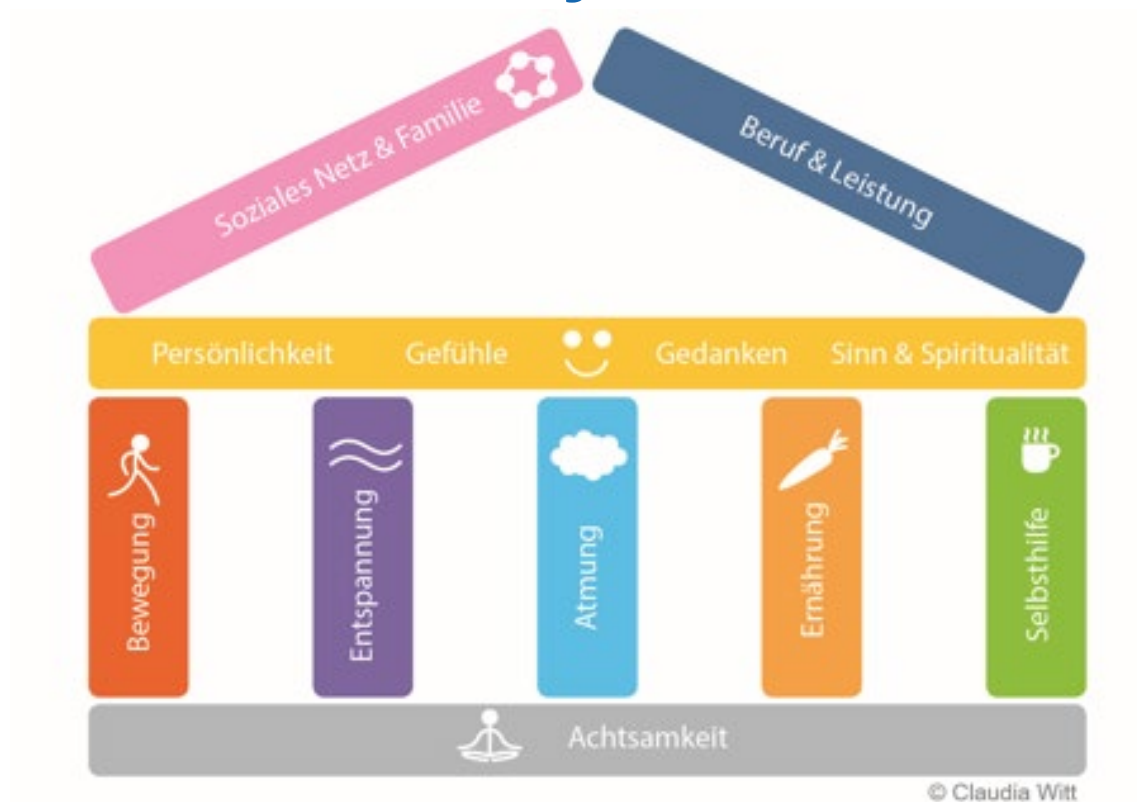 Soziales Netz & Familie
Beruf & Leistung
Persönlichkeit Gefühle Gedanken Sinn & Spiritualität
Bewegung
Entspannung
Atmung
Ernährung
Selbsthilfe
Achtsamkeit
© Claudia Witt